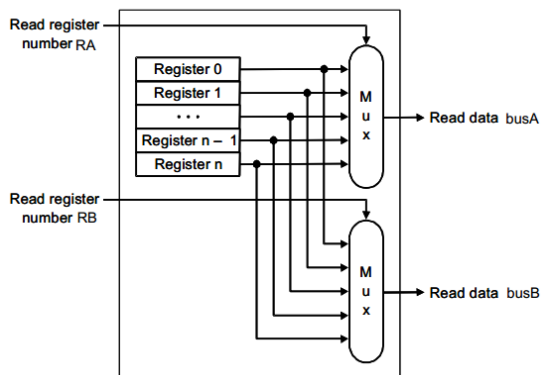 Read register
number RA
Register 0
Register 1
...
Register n – 1
Register n
M
u
x
Read data busA
Read register
number RB
M
u
x
Read data busB